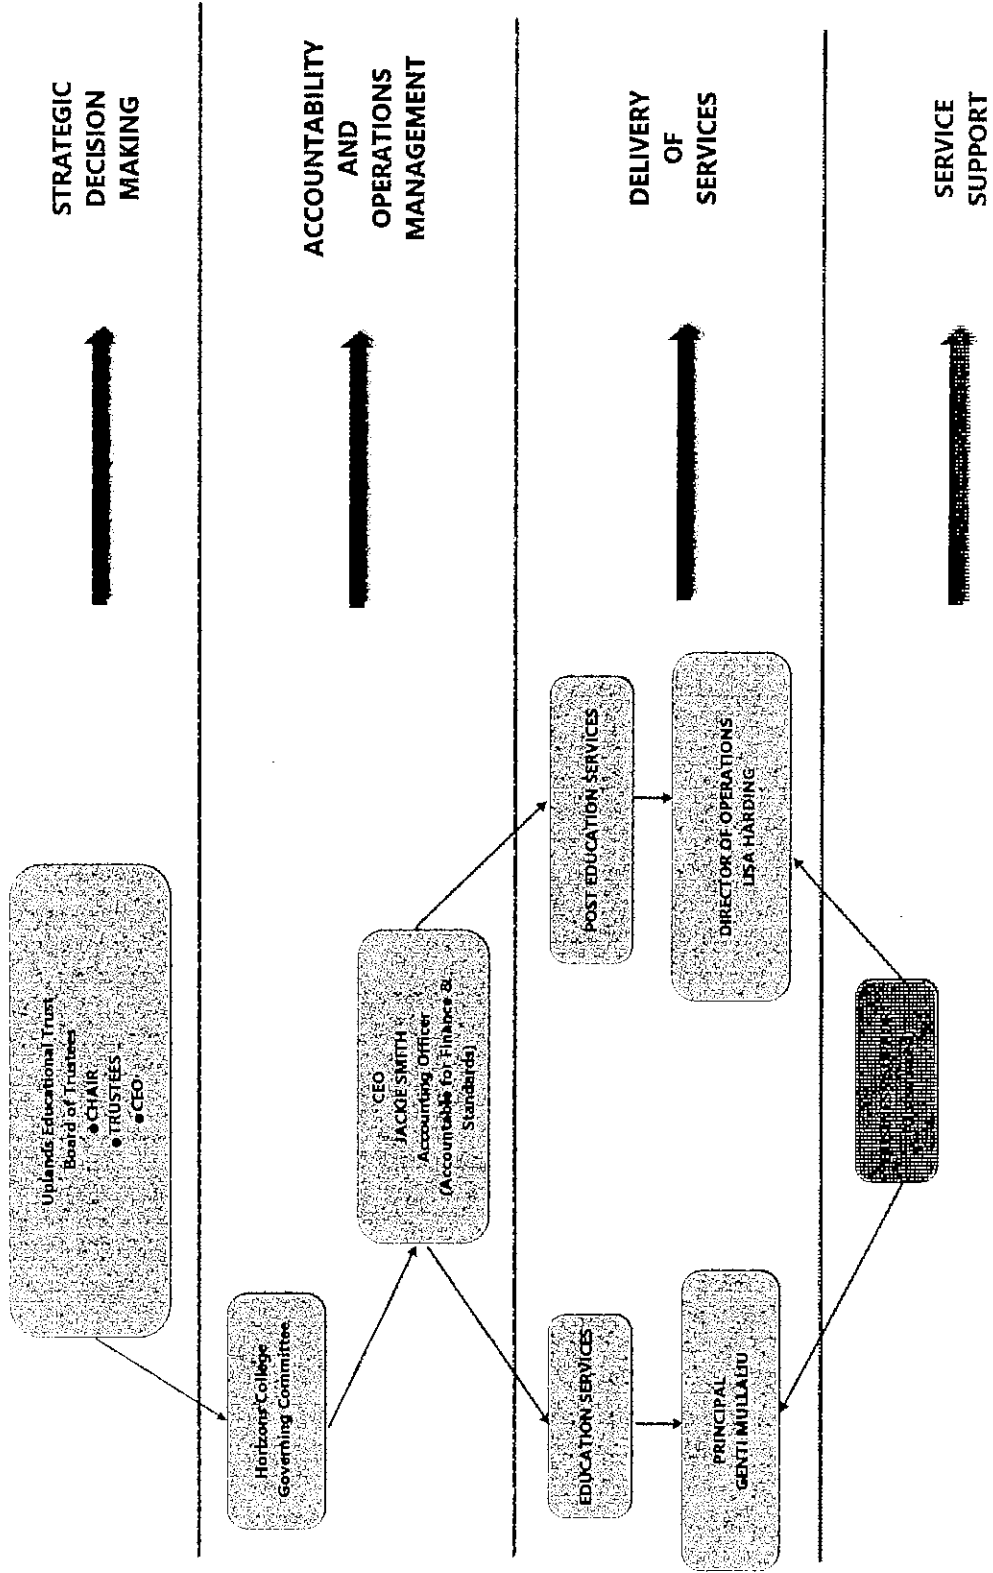 Uplands Educational Trust
Board of Trustees
●CHAIR
●TRUSTEES
●CEO
STRATEGIC
DECISION
MAKING
Horizons College
Governing Committee
CEO
JACKIE SMITH
Accounting Officer
(Accountable for Finance &
Standards)
ACCOUNTABILITY
AND
OPERATIONS
MANAGEMENT
EDUCATION SERVICES
PRINCIPAL
GENTI MULLALIU
POST EDUCATION SERVICES
DIRECTOR OF OPERATIONS
LISA HARDING
DELIVERY
OF
SERVICES
SERVICE
SUPPORT